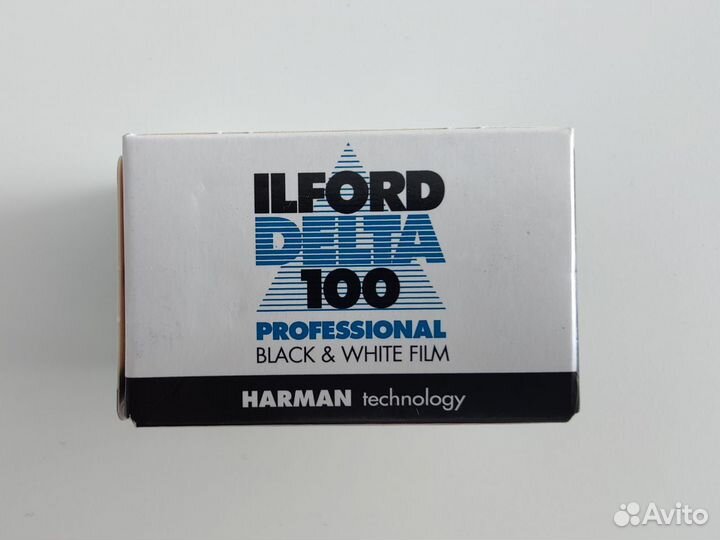 ILFORD
DELTA
100
PROFESSIONAL
BLACK & WHITE FILM
HARMAN technology
Avito